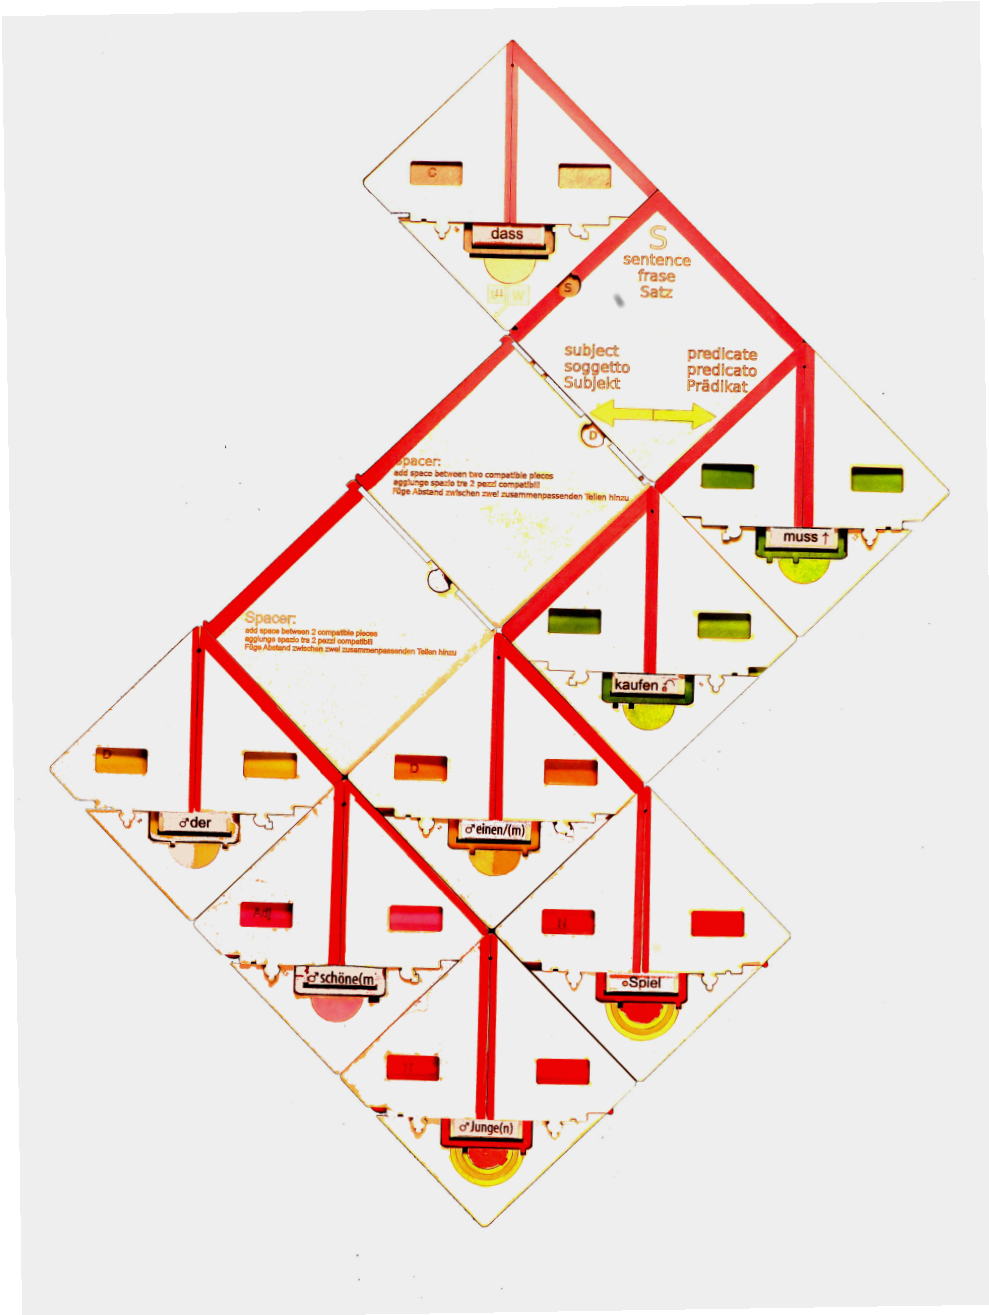 C
dass
S
S
sentence
frase
Satz
subject
soggetto
Subjekt
predicate
predicato
Prädikat
D
Spacer:
add space between two compatible pieces
aggiungo spazio tra 2 pezzi compatibili
Füge Abstand zwischen zwei zusammenpassenden Teilen hinzu
muss ↑
Spacer:
add space between 2 compatible pieces
aggiungo spazio tra 2 pezzi compatibili
Füge Abstand zwischen zwei zusammenpassenden Teilen hinzu
kaufen
D
♂der
D
♂einen/(m)
Adj
♂schöne(m
N
Spiel
♂Junge(n)